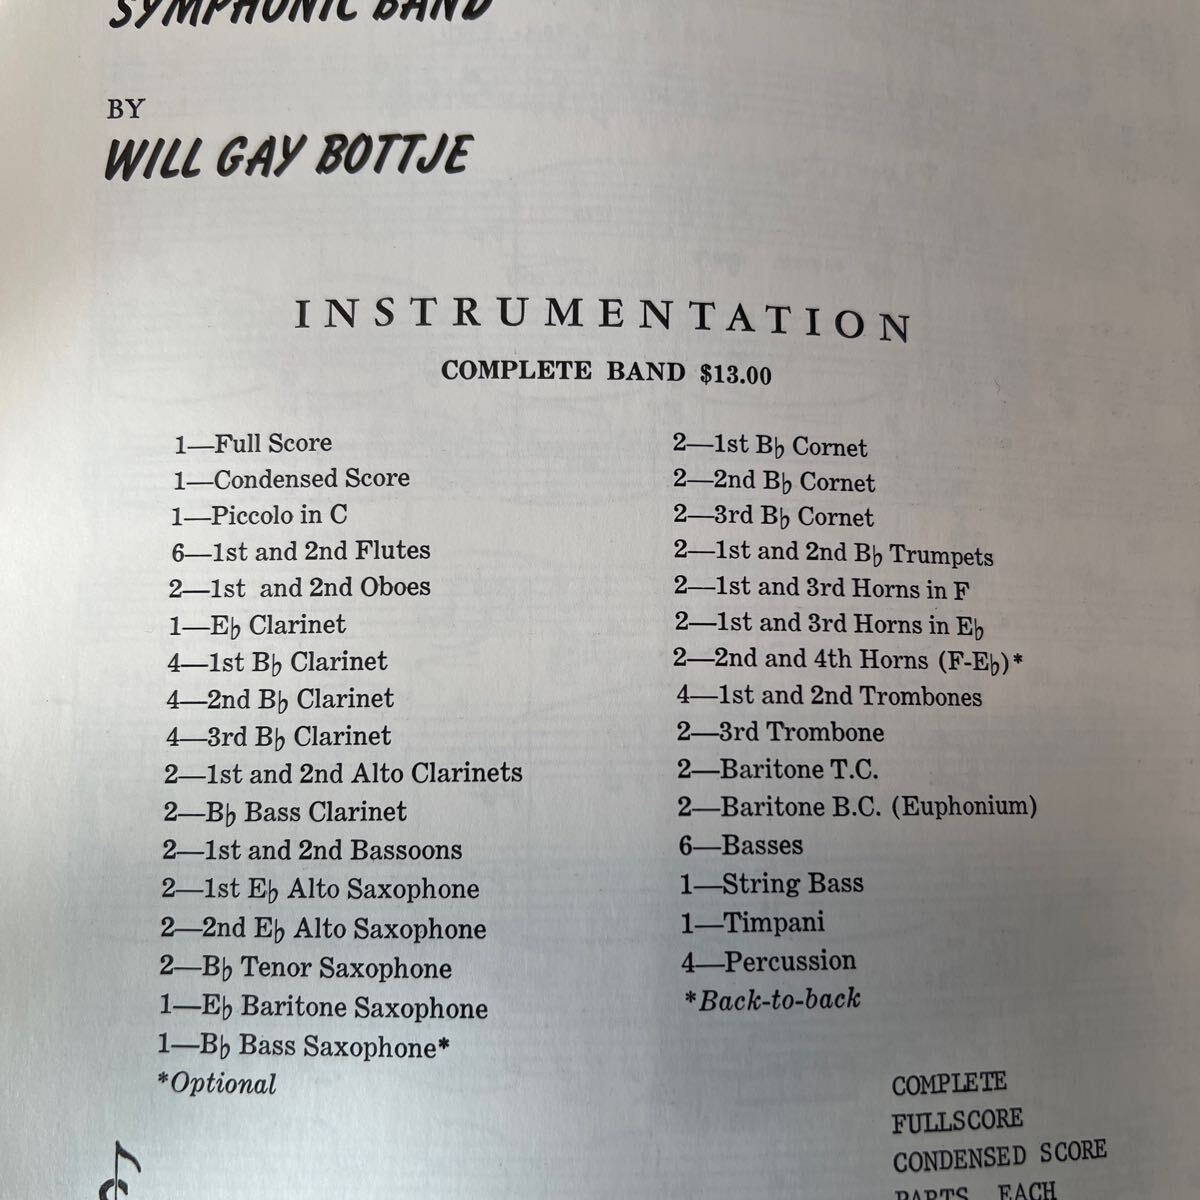 SYMPHONIC BAND
BY
WILL GAY BOTTJE
INSTRUMENTATION
COMPLETE BAND $13.00
1—Full Score
1—Condensed Score
1—Piccolo in C
6—1st and 2nd Flutes
2—1st and 2nd Oboes
1—E♭ Clarinet
4—1st B♭ Clarinet
4—2nd B♭ Clarinet
4—3rd B♭ Clarinet
2—1st and 2nd Alto Clarinets
2—B♭ Bass Clarinet
2—1st and 2nd Bassoons
2—1st E♭ Alto Saxophone
2—2nd E♭ Alto Saxophone
2—B♭ Tenor Saxophone
1—E♭ Baritone Saxophone
1—B♭ Bass Saxophone*
*Optional
2—1st B♭ Cornet
2—2nd B♭ Cornet
2—3rd B♭ Cornet
2—1st and 2nd B♭ Trumpets
2—1st and 3rd Horns in F
2—1st and 3rd Horns in E♭
2—2nd and 4th Horns (F-E♭)*
4—1st and 2nd Trombones
2—3rd Trombone
2—Baritone T.C.
2—Baritone B.C. (Euphonium)
6—Basses
1—String Bass
1—Timpani
4—Percussion
*Back-to-back
COMPLETE
FULLSCORE
CONDENSED SCORE
PARTS EACH